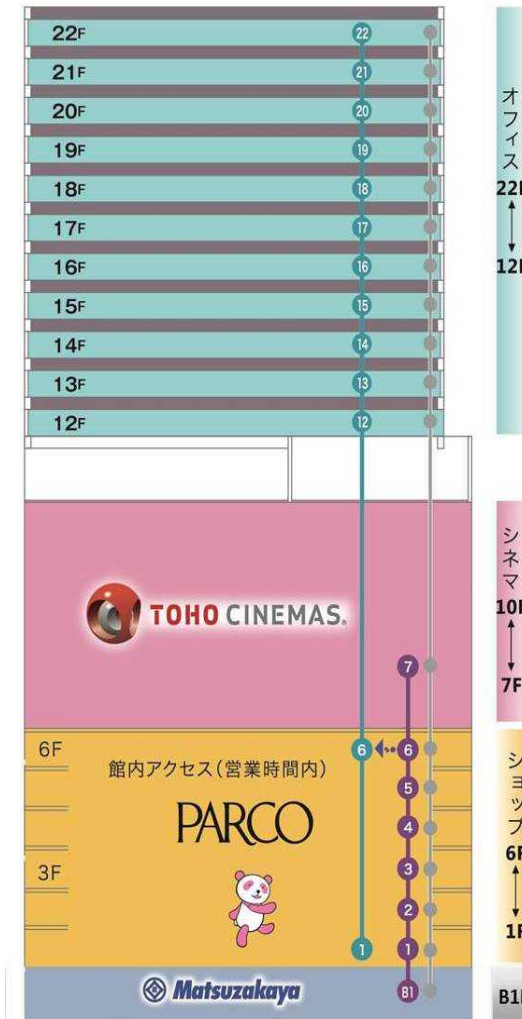 22F 22
21F 21
20F 20
19F 19
18F 18
17F 17
16F 16
15F 15
14F 14
13F 13
12F 12
オフィス
22F
12F
TOHO CINEMAS®
シネマ
10F
7F
7
6F 6 6
館内アクセス（営業時間内）
5
PARCO
4
3F 3
2
1 1
ショップ
6F
1F
Matsuzakaya B1
B1F